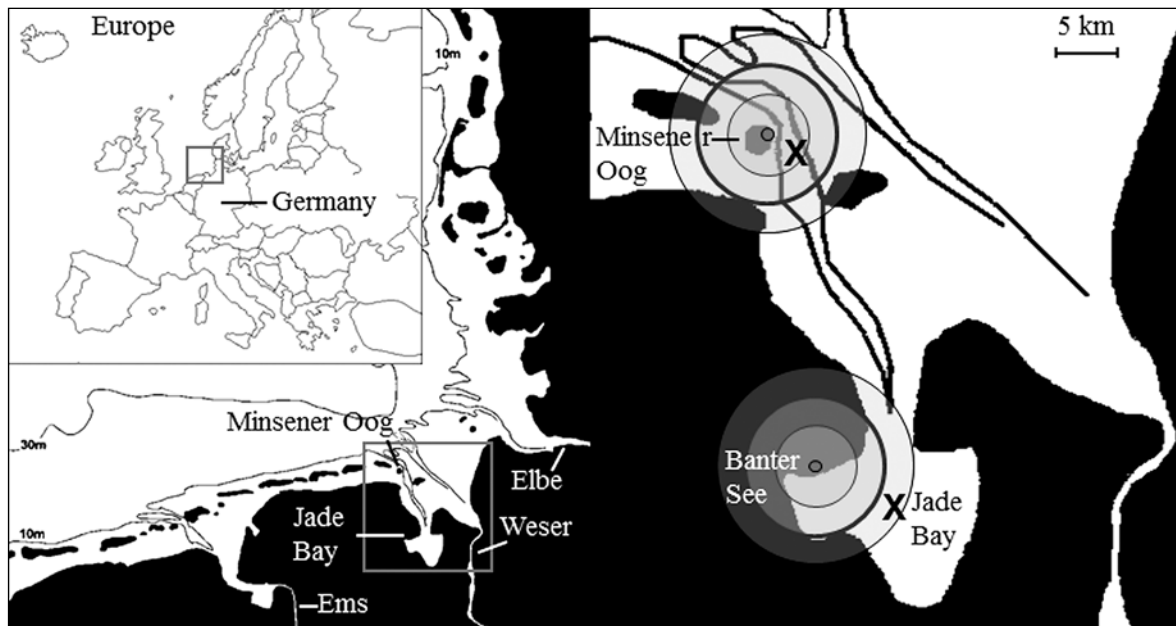 Europe
10m
Germany
Minsener Oog
30m
Elbe
Jade
Bay
Weser
10m
Ems
5 km
Minsene r
Oog
X
Banter
See
X
Jade
Bay